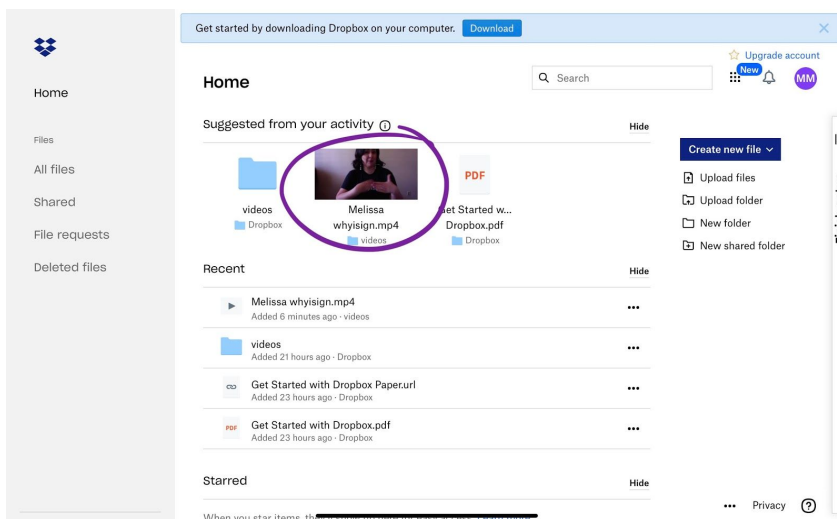 Get started by downloading Dropbox on your computer. Download
Upgrade account
Home
Home
Search
New
MM
Suggested from your activity
Hide
videos
Dropbox
Melissa
whyisign.mp4
videos
PDF
Get Started w...
Dropbox.pdf
Dropbox
Create new file
Upload files
Upload folder
New folder
New shared folder
Files
All files
Shared
File requests
Deleted files
Recent
Hide
Melissa whyisign.mp4
Added 6 minutes ago · videos
videos
Added 21 hours ago · Dropbox
Get Started with Dropbox Paper.url
Added 23 hours ago · Dropbox
PDF
Get Started with Dropbox.pdf
Added 23 hours ago · Dropbox
Starred
Hide
When you star items,
Privacy